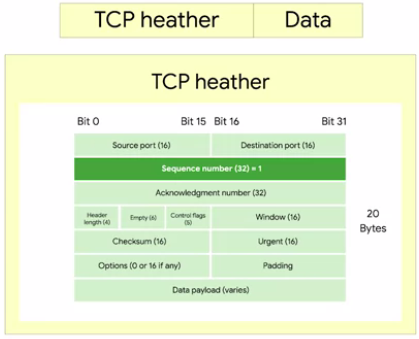 TCP heather Data
TCP heather
Bit 0 Bit 15 Bit 16 Bit 31
Source port (16) Destination port (16)
Sequence number (32) = 1
Acknowledgment number (32)
Header length (4) Empty (6) Control flags (5) Window (16)
Checksum (16) Urgent (16)
Options (0 or 16 if any) Padding
Data payload (varies)
20
Bytes